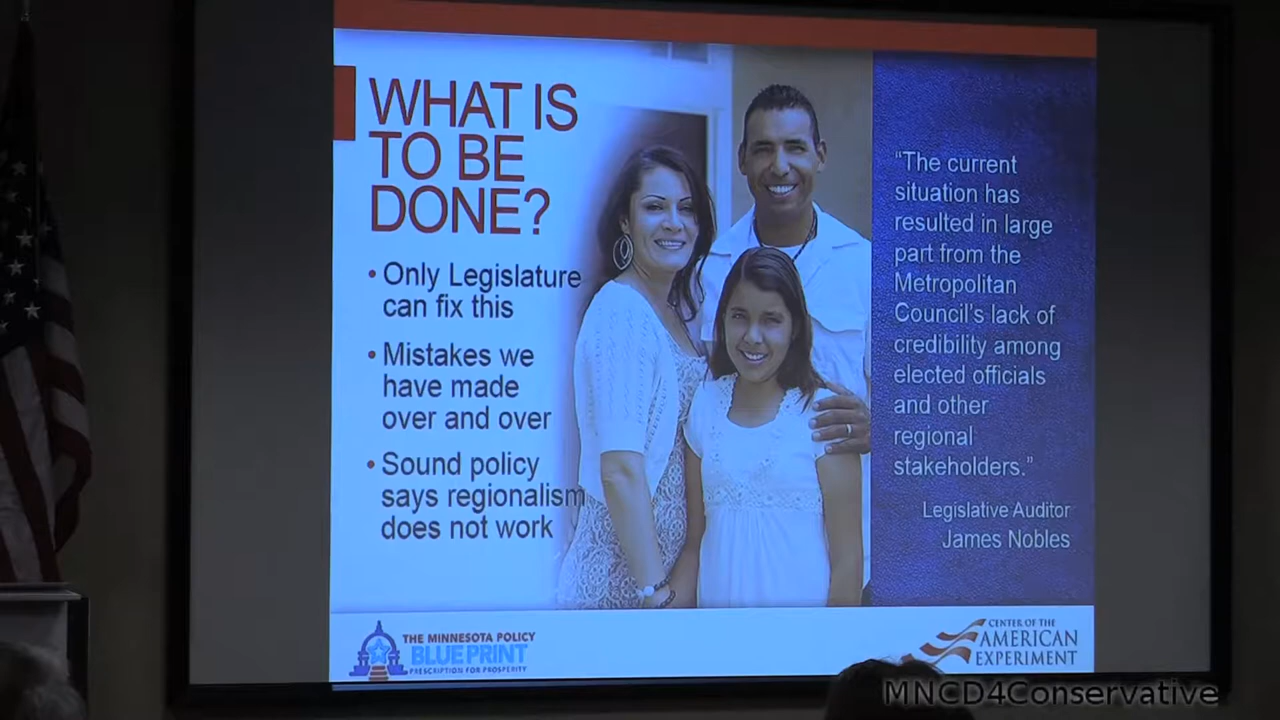 WHAT IS
TO BE
DONE?
• Only Legislature
can fix this
• Mistakes we
have made
over and over
• Sound policy
says regionalism
does not work
“The current
situation has
resulted in large
part from the
Metropolitan
Council’s lack of
credibility among
elected officials
and other
regional
stakeholders.”
Legislative Auditor
James Nobles
THE MINNESOTA POLICY
BLUEPRINT
PRESCRIPTION FOR PROSPERITY
CENTER OF THE
AMERICAN
EXPERIMENT
MNCD4Conservative